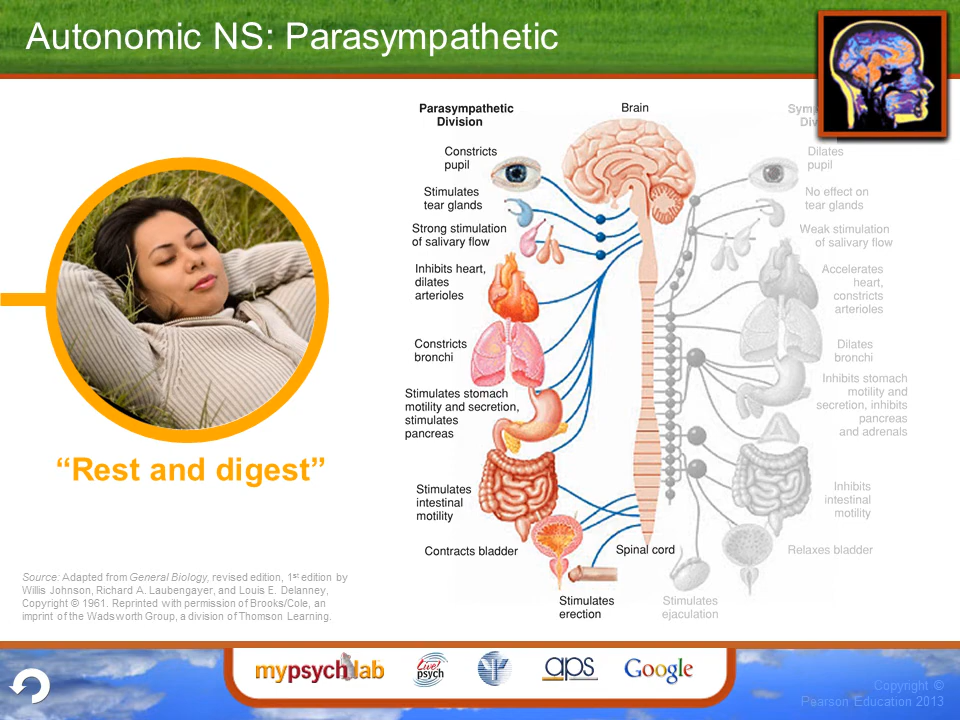 Autonomic NS: Parasympathetic
Parasympathetic
Division
Brain
Constricts
pupil
Stimulates
tear glands
Strong stimulation
of salivary flow
Inhibits heart,
dilates
arterioles
Constricts
bronchi
Stimulates stomach
motility and secretion,
stimulates
pancreas
Stimulates
intestinal
motility
Contracts bladder
Spinal cord
Stimulates
erection
Dilates
pupil
No effect on
tear glands
Weak stimulation
of salivary flow
Accelerates
heart,
constricts
arterioles
Dilates
bronchi
Inhibits stomach
motility and
secretion, inhibits
pancreas
and adrenals
Inhibits
intestinal
motility
Relaxes bladder
Stimulates
ejaculation
“Rest and digest”
Source: Adapted from General Biology, revised edition, 1st edition by
Willis Johnson, Richard A. Laubengayer, and Louis E. Delanney,
Copyright © 1961. Reprinted with permission of Brooks/Cole, an
imprint of the Wadsworth Group, a division of Thomson Learning.
mypsychlab
Live!
psych
aps
Google
Copyright ©
Pearson Education 2013